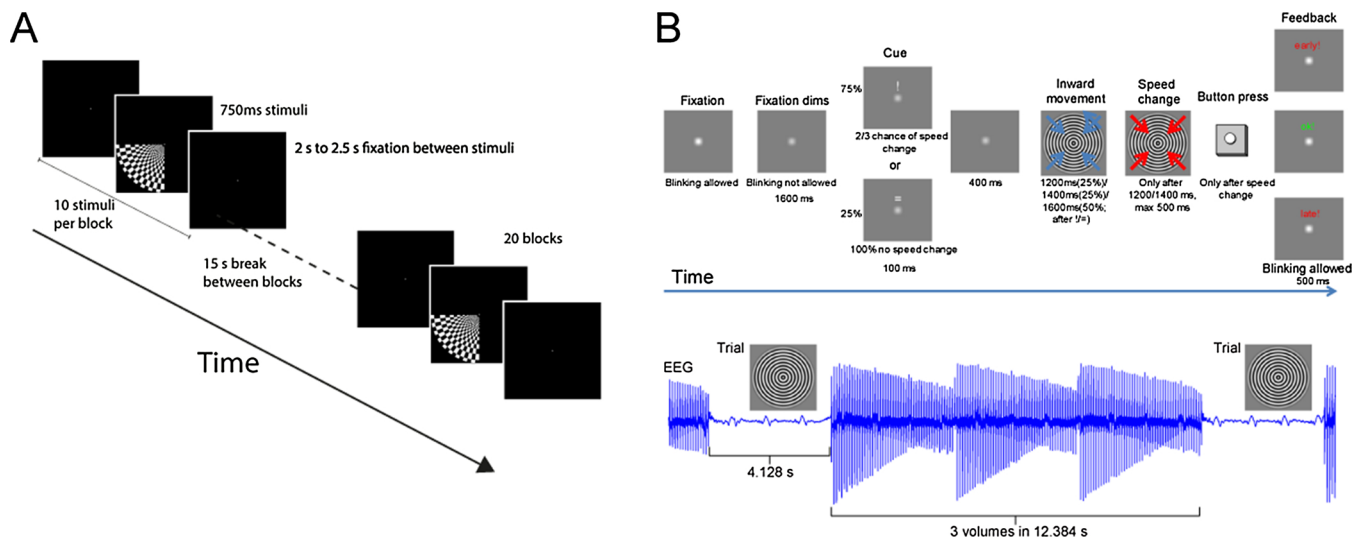 A
750ms stimuli
2 s to 2.5 s fixation between stimuli
10 stimuli
per block
15 s break
between blocks
20 blocks
Time
B
Feedback
early!
Cue
75%
!
2/3 chance of speed
change
or
25%
=
100% no speed change
100 ms
Fixation
Blinking allowed
Fixation dims
Blinking not allowed
1600 ms
400 ms
Inward
movement
1200ms(25%)/
1400ms(25%)/
1600ms(50%;
after !/=)
Speed
change
Only after
1200/1400 ms,
max 500 ms
Button press
Only after speed
change
ok!
late!
Blinking allowed
500 ms
Time
EEG
Trial
Trial
4.128 s
3 volumes in 12.384 s